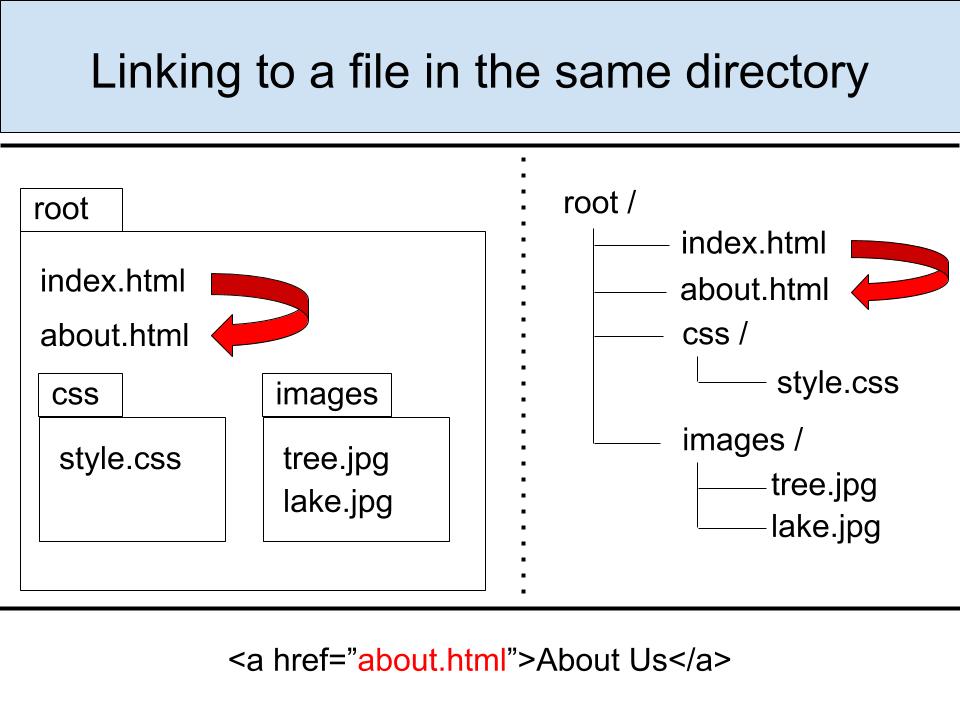 Linking to a file in the same directory
root
index.html
about.html
css
images
style.css
tree.jpg
lake.jpg
root /
index.html
about.html
css /
style.css
images /
tree.jpg
lake.jpg
<a href=”about.html”>About Us</a>